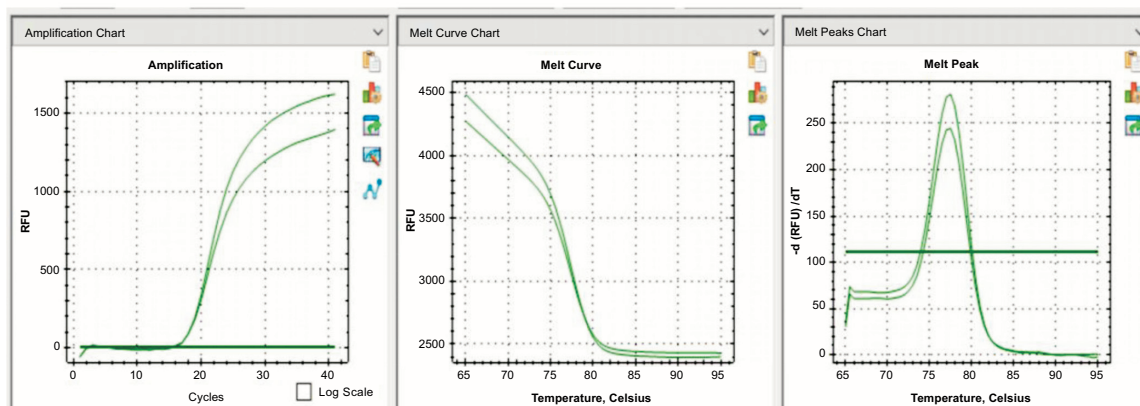 Amplification Chart
Amplification
1500
1000
500
0
RFU
0 10 20 30 40
Cycles
Log Scale
Melt Curve Chart
Melt Curve
4500
4000
3500
3000
2500
RFU
65 70 75 80 85 90 95
Temperature, Celsius
Melt Peaks Chart
Melt Peak
250
200
150
100
50
0
-d (RFU) /dT
65 70 75 80 85 90 95
Temperature, Celsius